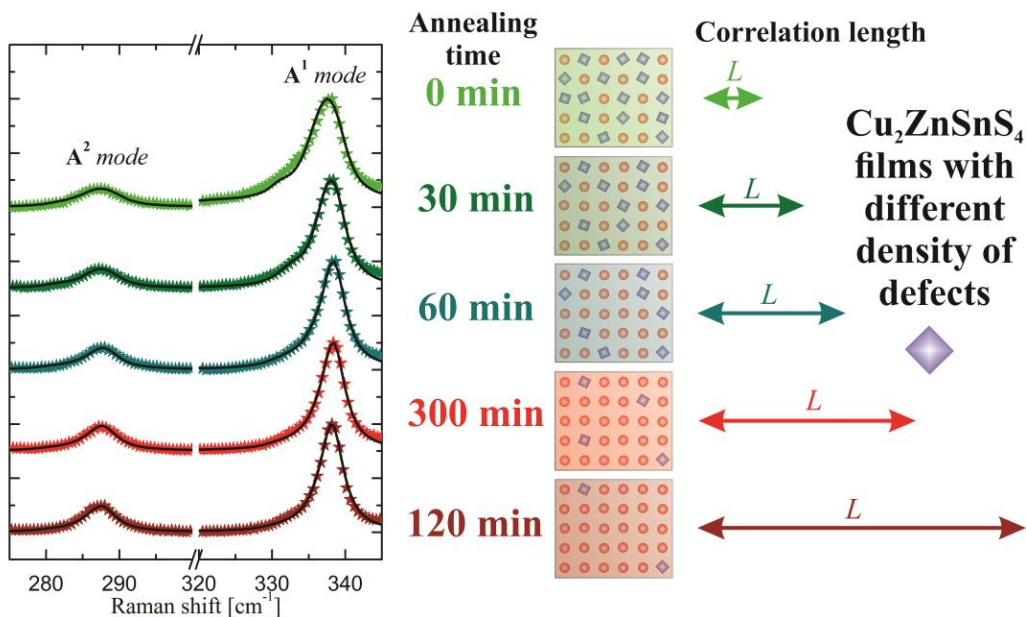 A² mode
A¹ mode
280
290
320
330
340
Raman shift [cm⁻¹]
Annealing
time
0 min
30 min
60 min
300 min
120 min
Correlation length
L
L
L
L
L
Cu₂ZnSnS₄
films with
different
density of
defects